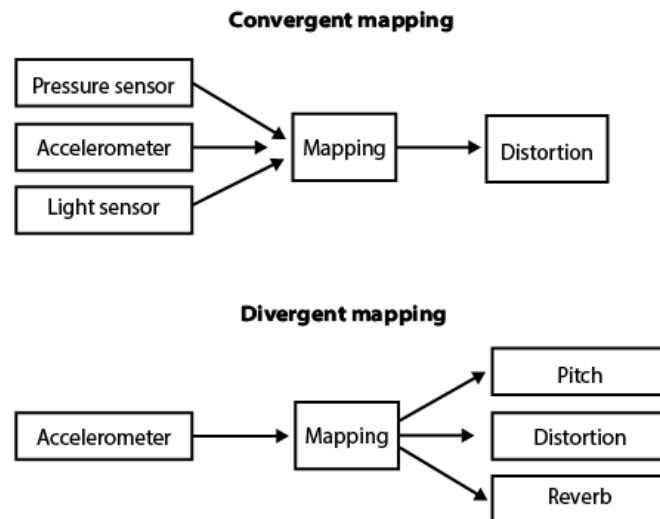 Convergent mapping
Pressure sensor
Accelerometer
Light sensor
Mapping
Distortion
Divergent mapping
Accelerometer
Mapping
Pitch
Distortion
Reverb